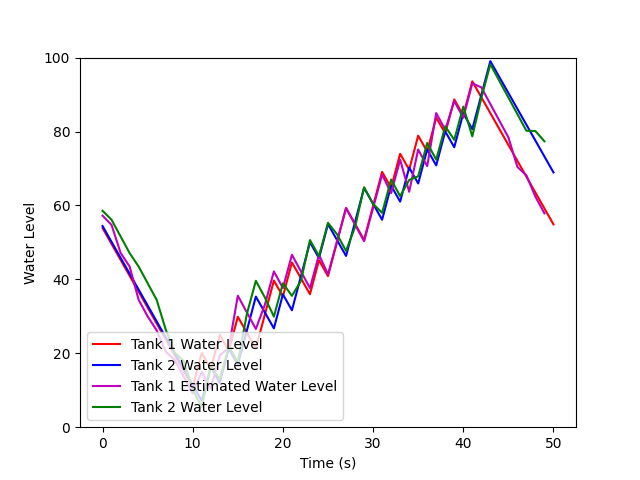 100
80
60
40
20
0
Water Level
Tank 1 Water Level
Tank 2 Water Level
Tank 1 Estimated Water Level
Tank 2 Water Level
0 10 20 30 40 50
Time (s)